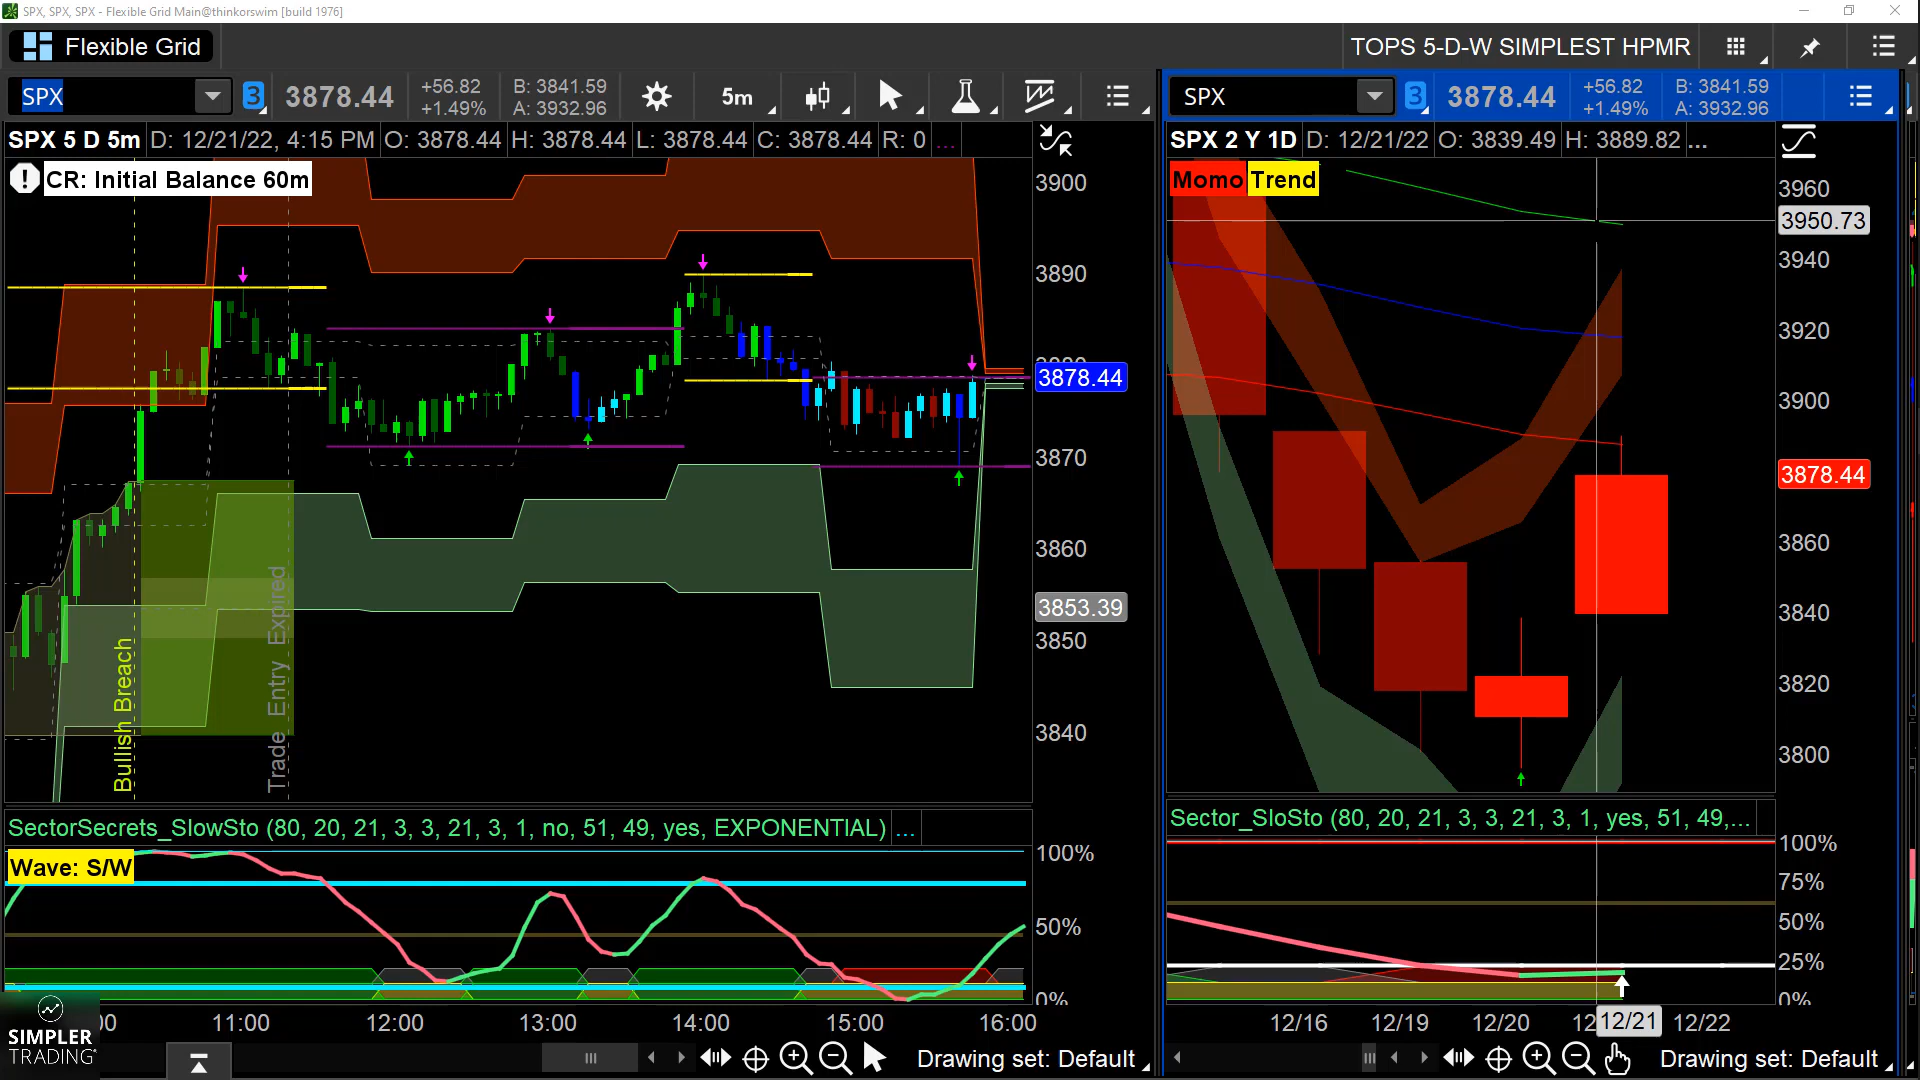 SPX, SPX, SPX - Flexible Grid Main@thinkorswim [build 1976]
Flexible Grid
TOPS 5-D-W SIMPLEST HPMR
SPX
3
3878.44
+56.82
+1.49%
B: 3841.59
A: 3932.96
5m
SPX
3
3878.44
+56.82
+1.49%
B: 3841.59
A: 3932.96
SPX 5 D 5m D: 12/21/22, 4:15 PM O: 3878.44 H: 3878.44 L: 3878.44 C: 3878.44 R: 0 ...
SPX 2 Y 1D D: 12/21/22 O: 3839.49 H: 3889.82 ...
CR: Initial Balance 60m
Bullish Breach
Trade Entry Expired
3900
3890
3878.44
3870
3860
3853.39
3850
3840
Momo Trend
3960
3950.73
3940
3920
3900
3878.44
3860
3840
3820
3800
SectorSecrets_SlowSto (80, 20, 21, 3, 3, 21, 3, 1, no, 51, 49, yes, EXPONENTIAL) ...
Wave: S/W
100%
50%
0%
Sector_SloSto (80, 20, 21, 3, 3, 21, 3, 1, yes, 51, 49,...
100%
75%
50%
25%
0%
11:00 12:00 13:00 14:00 15:00 16:00
12/16 12/19 12/20 12/21 12/22
SIMPLER
TRADING
Drawing set: Default
Drawing set: Default